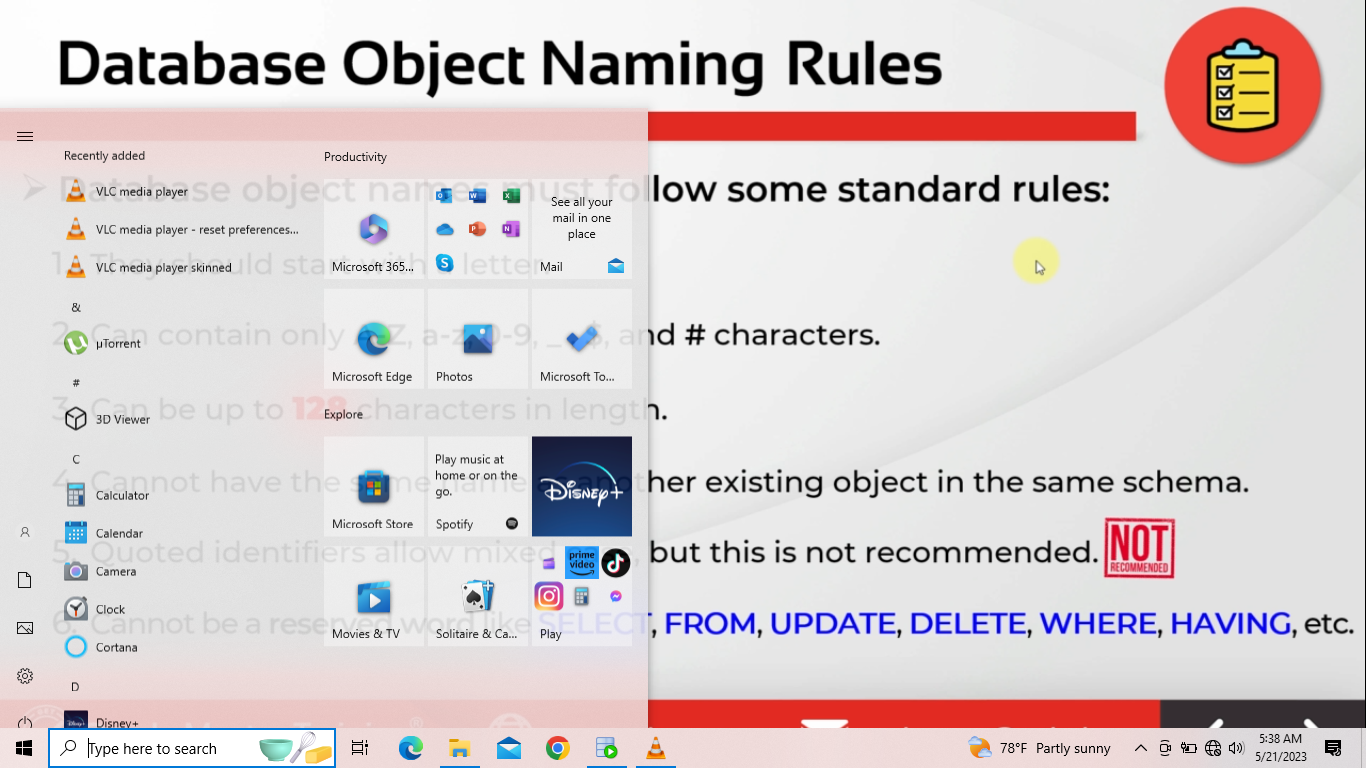 Database Object Naming Rules
Database object names must follow some standard rules:
1. They should start with a letter.
2. Can contain only A-Z, a-z, 0-9, _, $, and # characters.
3. Can be up to 128 characters in length.
4. Cannot have the same name as another existing object in the same schema.
5. Quoted identifiers allow mixed case, but this is not recommended.
NOT
RECOMMENDED
6. Cannot be a reserved word like SELECT, FROM, UPDATE, DELETE, WHERE, HAVING, etc.
Recently added
VLC media player
VLC media player - reset preferences...
VLC media player skinned
&
µTorrent
#
3D Viewer
C
Calculator
Calendar
Camera
Clock
Cortana
D
Disney+
Productivity
Microsoft 365...
See all your
mail in one
place
Mail
Microsoft Edge
Photos
Microsoft To...
Explore
Microsoft Store
Play music at
home or on the
go.
Spotify
Disney+
Movies & TV
Solitaire & Ca...
prime
video
Play
Type here to search
78°F Partly sunny
5:38 AM
5/21/2023